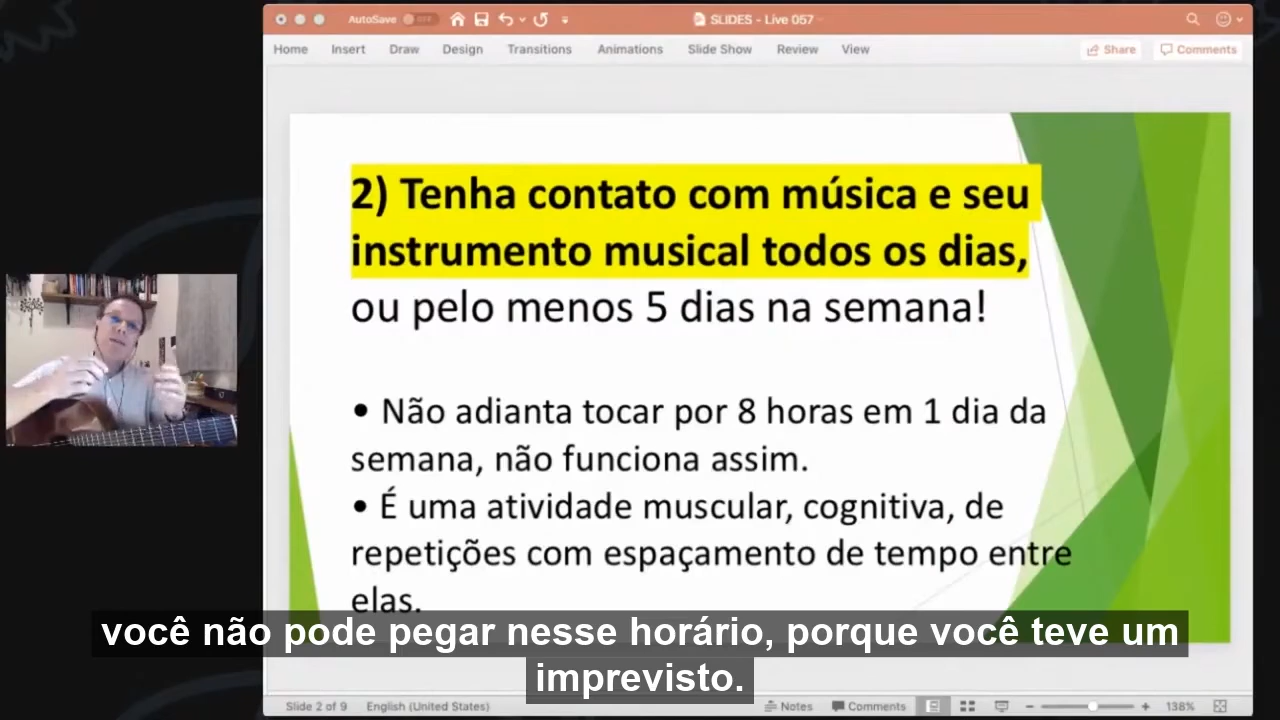 AutoSave
OFF
SLIDES - Live 057
Home Insert Draw Design Transitions Animations Slide Show Review View Share Comments
2) Tenha contato com música e seu
instrumento musical todos os dias,
ou pelo menos 5 dias na semana!
• Não adianta tocar por 8 horas em 1 dia da
semana, não funciona assim.
• É uma atividade muscular, cognitiva, de
repetições com espaçamento de tempo entre
elas.
você não pode pegar nesse horário, porque você teve um
imprevisto.
Slide 2 of 9 English (United States) Notes Comments 138%